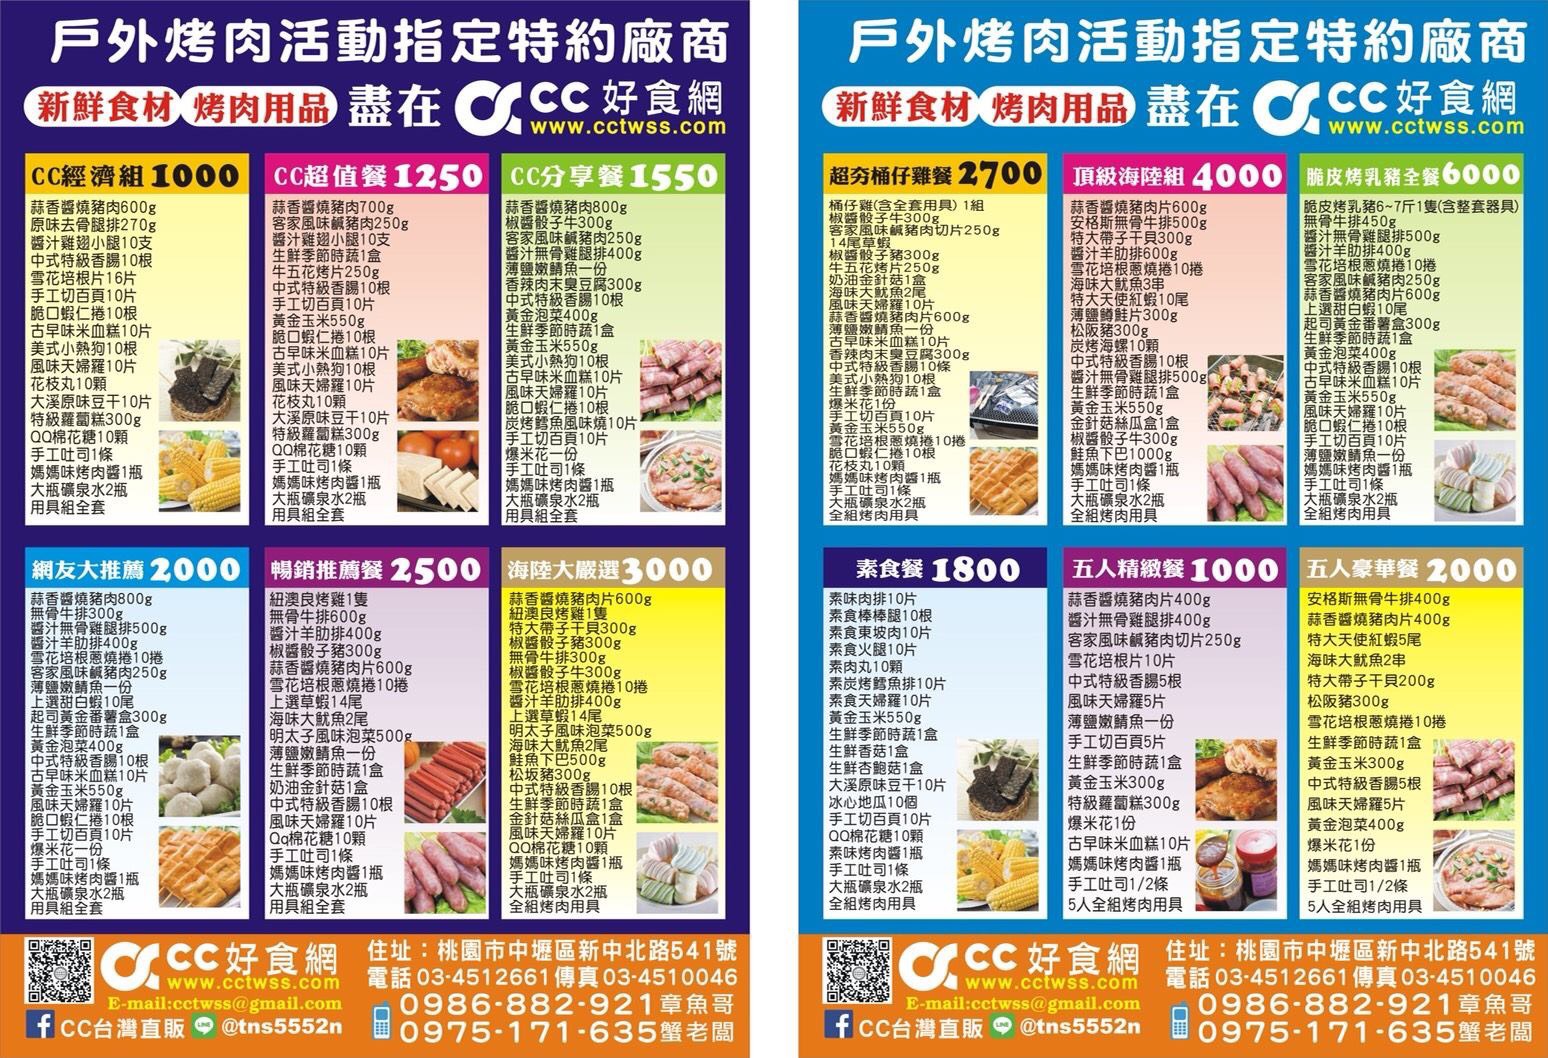 戶外烤肉活動指定特約廠商
新鮮食材 烤肉用品 盡在 CC 好食網
www.cctwss.com
CC經濟組 1000
蒜香醬燒豬肉600g
原味去骨腿排270g
醬汁雞翅小腿10支
中式特級香腸10根
雪花培根片16片
手工切百頁10片
脆口蝦仁捲10根
古早味米血糕10片
美式小熱狗10根
風味天婦羅10片
花枝丸10顆
大溪原味豆干10片
特級蘿蔔糕300g
QQ棉花糖10顆
手工吐司1條
媽媽味烤肉醬1瓶
大瓶礦泉水2瓶
用具組全套
CC超值餐 1250
蒜香醬燒豬肉700g
客家風味鹹豬肉250g
醬汁雞翅小腿10支
生鮮季節時蔬1盒
牛五花烤片250g
中式特級香腸10根
手工切百頁10片
黃金玉米550g
脆口蝦仁捲10根
古早味米血糕10片
美式小熱狗10根
風味天婦羅10片
花枝丸10顆
大溪原味豆干10片
特級蘿蔔糕300g
QQ棉花糖10顆
手工吐司1條
媽媽味烤肉醬1瓶
大瓶礦泉水2瓶
用具組全套
CC分享餐 1550
蒜香醬燒豬肉800g
椒醬骰子牛300g
客家風味鹹豬肉250g
醬汁無骨雞腿排400g
薄鹽嫩鯖魚一份
香辣肉末臭豆腐300g
中式特級香腸10根
黃金泡菜400g
生鮮季節時蔬1盒
黃金玉米550g
美式小熱狗10根
古早味米血糕10片
風味天婦羅10片
脆口蝦仁捲10根
炭烤鱈魚風味燒10片
手工切百頁10片
爆米花一份
手工吐司1條
媽媽味烤肉醬1瓶
大瓶礦泉水2瓶
用具組全套
網友大推薦 2000
蒜香醬燒豬肉800g
無骨牛排300g
醬汁無骨雞腿排500g
醬汁羊肋排400g
雪花培根蔥燒捲10捲
客家風味鹹豬肉250g
薄鹽嫩鯖魚一份
上選甜白蝦10尾
起司黃金番薯盒300g
生鮮季節時蔬1盒
黃金泡菜400g
中式特級香腸10根
古早味米血糕10片
黃金玉米550g
風味天婦羅10片
脆口蝦仁捲10根
手工切百頁10片
爆米花一份
手工吐司1條
媽媽味烤肉醬1瓶
大瓶礦泉水2瓶
用具組全套
暢銷推薦餐 2500
紐澳良烤雞1隻
無骨牛排600g
醬汁羊肋排400g
椒醬骰子豬300g
蒜香醬燒豬肉片600g
雪花培根蔥燒捲10捲
上選草蝦14尾
海味大魷魚2尾
明太子風味泡菜500g
薄鹽嫩鯖魚一份
生鮮季節時蔬1盒
奶油金針菇1盒
中式特級香腸10根
風味天婦羅10片
Qq棉花糖10顆
手工吐司1條
媽媽味烤肉醬1瓶
大瓶礦泉水2瓶
用具組全套
海陸大嚴選 3000
蒜香醬燒豬肉片600g
紐澳良烤雞1隻
特大帶子干貝300g
椒醬骰子豬300g
無骨牛排300g
椒醬骰子牛300g
雪花培根蔥燒捲10捲
醬汁羊肋排400g
上選草蝦14尾
明太子風味泡菜500g
海味大魷魚2尾
鮭魚下巴500g
松坂豬300g
中式特級香腸10根
生鮮季節時蔬1盒
金針菇絲瓜盒1盒
風味天婦羅10片
QQ棉花糖10顆
媽媽味烤肉醬1瓶
手工吐司1條
大瓶礦泉水2瓶
全組烤肉用具
CC 好食網
www.cctwss.com
E-mail:cctwss@gmail.com
CC台灣直販 LINE @tns5552n
住址：桃園市中壢區新中北路541號
電話03-4512661傳真03-4510046
0986-882-921章魚哥
0975-171-635蟹老闆
戶外烤肉活動指定特約廠商
新鮮食材 烤肉用品 盡在 CC 好食網
www.cctwss.com
超夯桶仔雞餐 2700
桶仔雞(含全套用具) 1組
椒醬骰子牛300g
客家風味鹹豬肉切片250g
14尾草蝦
椒醬骰子豬300g
牛五花烤片250g
奶油金針菇1盒
海味大魷魚2尾
風味天婦羅10片
蒜香醬燒豬肉片600g
薄鹽嫩鯖魚一份
古早味米血糕10片
香辣肉末臭豆腐300g
中式特級香腸10條
美式小熱狗10根
生鮮季節時蔬1盒
爆米花1份
手工切百頁10片
黃金玉米550g
雪花培根蔥燒捲10捲
脆口蝦仁捲10根
花枝丸10顆
媽媽味烤肉醬1瓶
手工吐司1條
大瓶礦泉水2瓶
全組烤肉用具
頂級海陸組 4000
蒜香醬燒豬肉片600g
安格斯無骨牛排500g
特大帶子干貝300g
醬汁羊肋排600g
雪花培根蔥燒捲10捲
海味大魷魚3串
特大天使紅蝦10尾
薄鹽鱒鮭片300g
松阪豬300g
炭烤海螺10顆
中式特級香腸10根
醬汁無骨雞腿排500g
生鮮季節時蔬1盒
黃金玉米550g
金針菇絲瓜盒1盒
椒醬骰子牛300g
鮭魚下巴1000g
媽媽味烤肉醬1瓶
手工吐司1條
大瓶礦泉水2瓶
全組烤肉用具
脆皮烤乳豬全餐6000
脆皮烤乳豬6~7斤1隻(含整套器具)
無骨牛排450g
醬汁無骨雞腿排500g
醬汁羊肋排400g
雪花培根蔥燒捲10捲
客家風味鹹豬肉250g
蒜香醬燒豬肉片600g
上選甜白蝦10尾
起司黃金番薯盒300g
生鮮季節時蔬1盒
黃金泡菜400g
中式特級香腸10根
古早味米血糕10片
黃金玉米550g
風味天婦羅10片
脆口蝦仁捲10根
手工切百頁10片
薄鹽嫩鯖魚一份
媽媽味烤肉醬1瓶
手工吐司1條
大瓶礦泉水2瓶
全組烤肉用具
素食餐 1800
素味肉排10片
素食棒棒腿10根
素食東坡肉10片
素食火腿10片
素肉丸10顆
素炭烤鱈魚排10片
素食天婦羅10片
黃金玉米550g
生鮮季節時蔬1盒
生鮮香菇1盒
生鮮杏鮑菇1盒
大溪原味豆干10片
冰心地瓜10個
手工切百頁10片
QQ棉花糖10顆
素味烤肉醬1瓶
手工吐司1條
大瓶礦泉水2瓶
全組烤肉用具
五人精緻餐 1000
蒜香醬燒豬肉片400g
醬汁無骨雞腿排400g
客家風味鹹豬肉切片250g
雪花培根片10片
中式特級香腸5根
風味天婦羅5片
薄鹽嫩鯖魚一份
手工切百頁5片
生鮮季節時蔬1盒
黃金玉米300g
特級蘿蔔糕300g
爆米花1份
古早味米血糕10片
媽媽味烤肉醬1瓶
手工吐司1/2條
5人全組烤肉用具
五人豪華餐 2000
安格斯無骨牛排400g
蒜香醬燒豬肉片400g
特大天使紅蝦5尾
海味大魷魚2串
特大帶子干貝200g
松阪豬300g
雪花培根蔥燒捲10捲
生鮮季節時蔬1盒
黃金玉米300g
中式特級香腸5根
風味天婦羅5片
黃金泡菜400g
爆米花1份
媽媽味烤肉醬1瓶
手工吐司1/2條
5人全組烤肉用具
CC 好食網
www.cctwss.com
E-mail:cctwss@gmail.com
CC台灣直販 LINE @tns5552n
住址：桃園市中壢區新中北路541號
電話03-4512661傳真03-4510046
0986-882-921章魚哥
0975-171-635蟹老闆